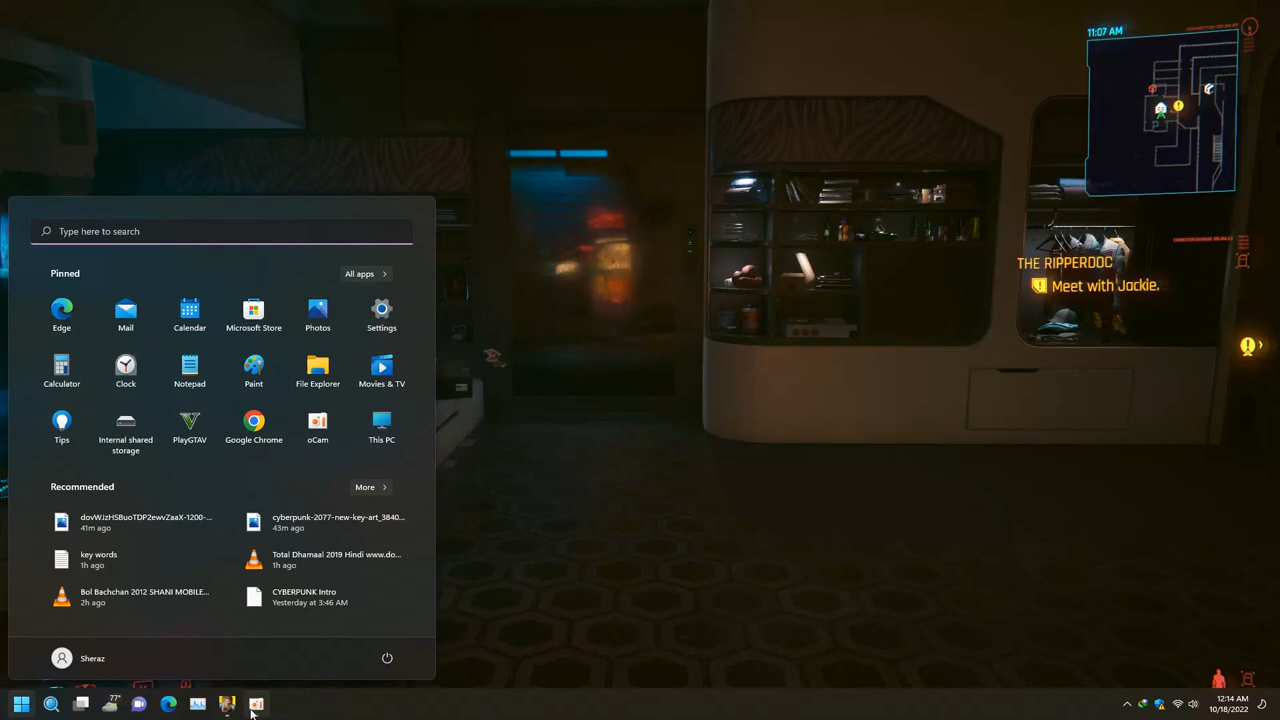 11:07 AM
THE RIPPERDOC
Meet with Jackie.
Type here to search
Pinned
All apps
Edge
Mail
Calendar
Microsoft Store
Photos
Settings
Calculator
Clock
Notepad
Paint
File Explorer
Movies & TV
Tips
Internal shared
storage
PlayGTAV
Google Chrome
oCam
This PC
Recommended
More
dovWJzHSBuoTDP2ewvZaaX-1200-...
41m ago
cyberpunk-2077-new-key-art_3840...
43m ago
key words
1h ago
Total Dhamaal 2019 Hindi www.do...
1h ago
Bol Bachchan 2012 SHANI MOBILE...
2h ago
CYBERPUNK Intro
Yesterday at 3:46 AM
Sheraz
77°
12:14 AM
10/18/2022